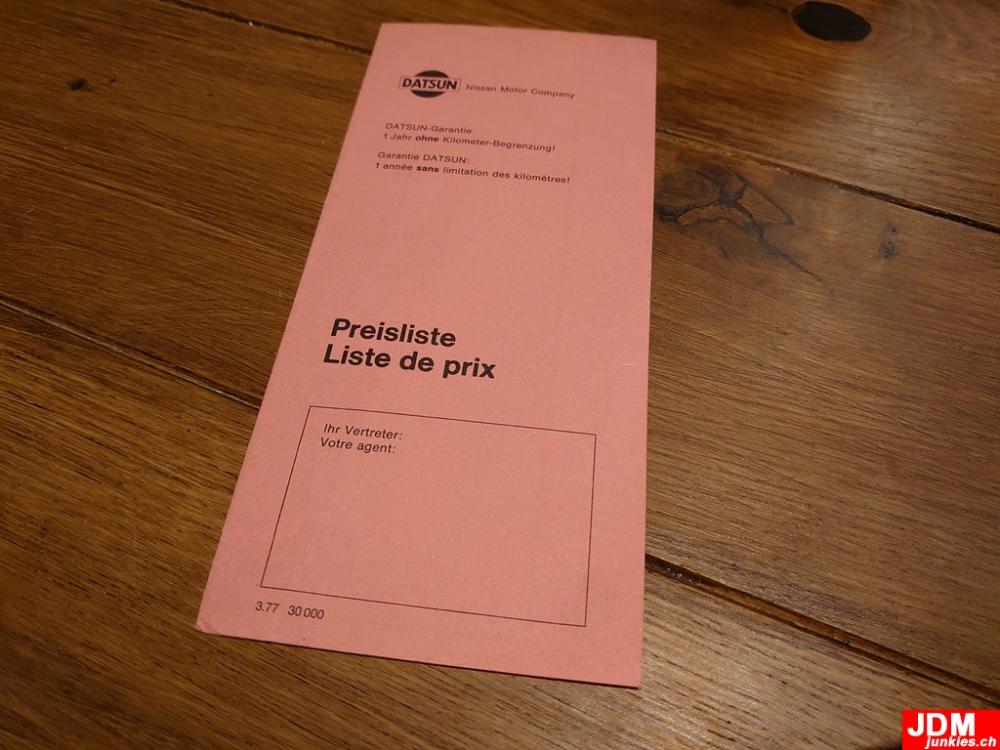 DATSUN Nissan Motor Company
DATSUN-Garantie:
1 Jahr ohne Kilometer-Begrenzung!
Garantie DATSUN:
1 année sans limitation des kilomètres!
Preisliste
Liste de prix
Ihr Vertreter:
Votre agent:
3.77 30 000
JDM
junkies.ch